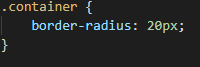 .container {
    border-radius: 20px;
}